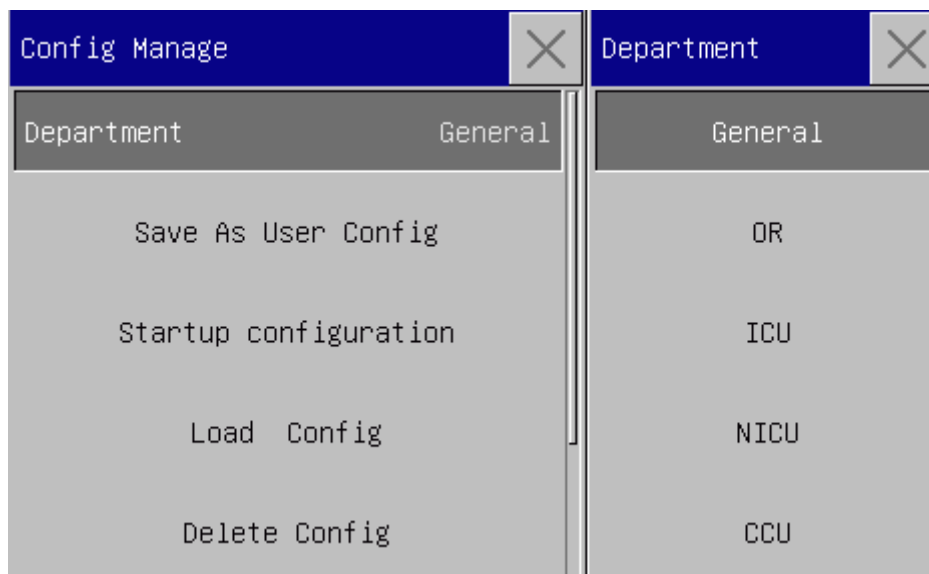 Config Manage
Department General
Save As User Config
Startup configuration
Load  Config
Delete Config
Department
General
OR
ICU
NICU
CCU